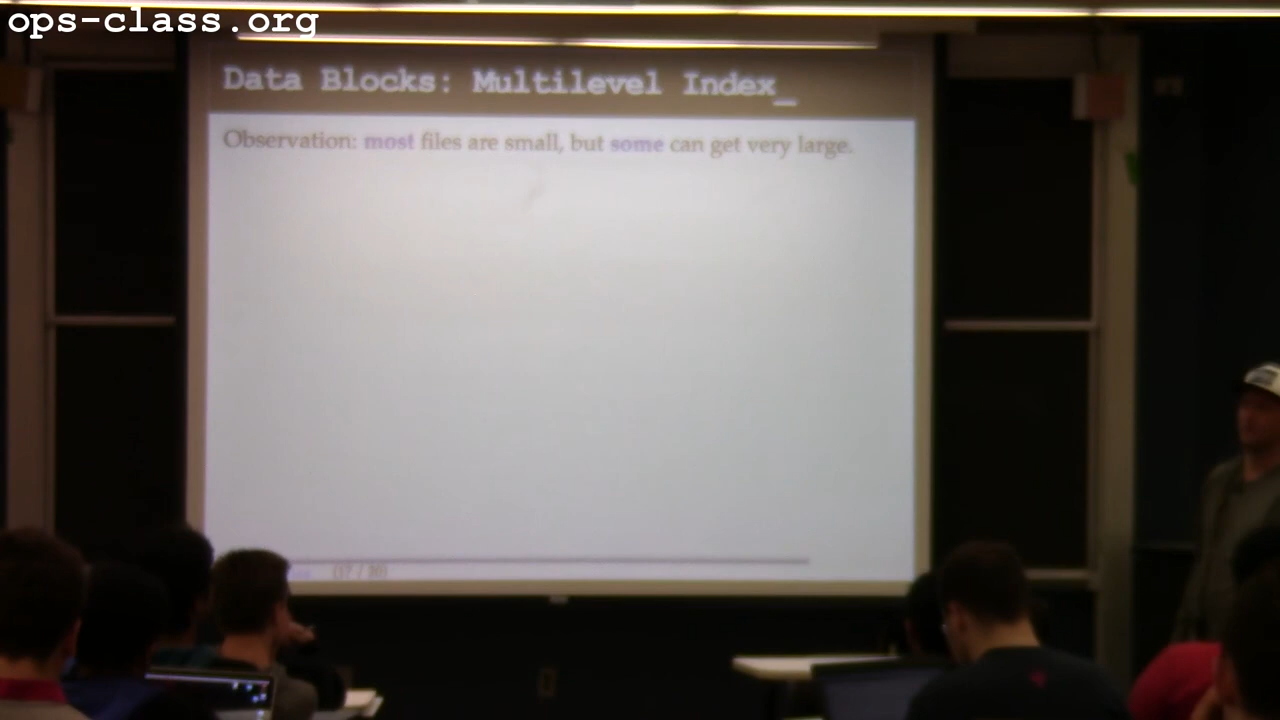 ops-class.org
Data Blocks: Multilevel Index_
Observation: most files are small, but some can get very large.